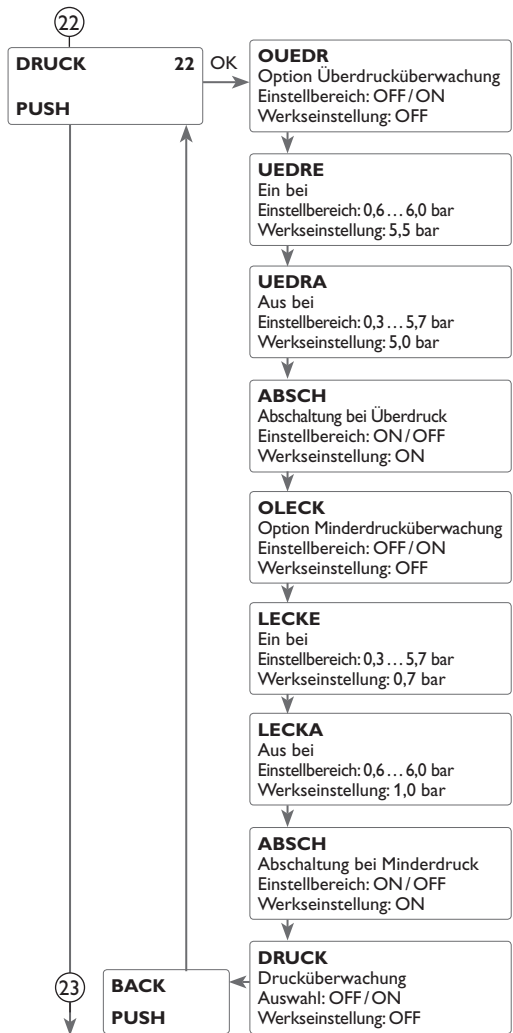 22
DRUCK 22
PUSH
OK
OUEDR
Option Überdrucküberwachung
Einstellbereich: OFF / ON
Werkseinstellung: OFF
UEDRE
Ein bei
Einstellbereich: 0,6 … 6,0 bar
Werkseinstellung: 5,5 bar
UEDRA
Aus bei
Einstellbereich: 0,3 … 5,7 bar
Werkseinstellung: 5,0 bar
ABSCH
Abschaltung bei Überdruck
Einstellbereich: ON / OFF
Werkseinstellung: ON
OLECK
Option Minderdrucküberwachung
Einstellbereich: OFF / ON
Werkseinstellung: OFF
LECKE
Ein bei
Einstellbereich: 0,3 … 5,7 bar
Werkseinstellung: 0,7 bar
LECKA
Aus bei
Einstellbereich: 0,6 … 6,0 bar
Werkseinstellung: 1,0 bar
ABSCH
Abschaltung bei Minderdruck
Einstellbereich: ON / OFF
Werkseinstellung: ON
DRUCK
Drucküberwachung
Auswahl: OFF / ON
Werkseinstellung: OFF
BACK
PUSH
23